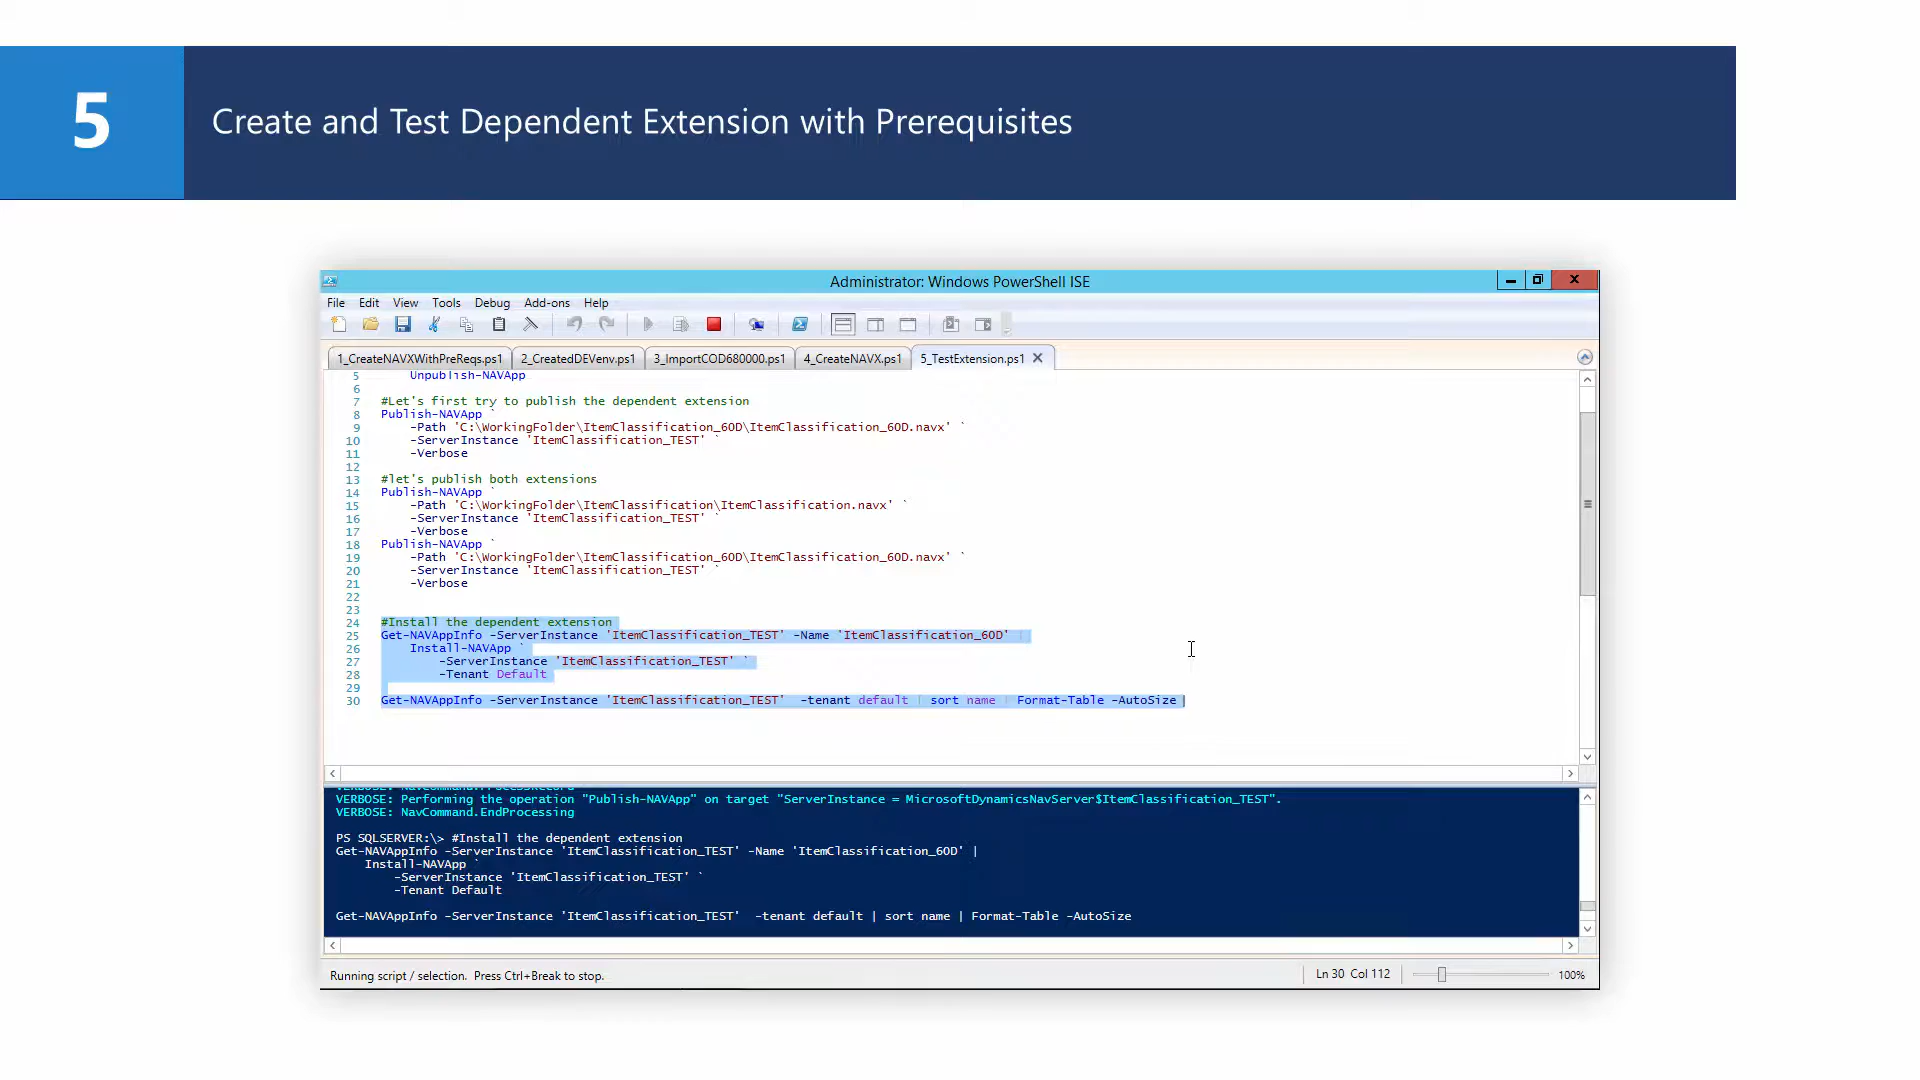 5
Create and Test Dependent Extension with Prerequisites
Administrator: Windows PowerShell ISE
File Edit View Tools Debug Add-ons Help
1_CreateNAVXWithPreReqs.ps1 2_CreatedDEVenv.ps1 3_ImportCOD680000.ps1 4_CreateNAVX.ps1 5_TestExtension.ps1
5 Unpublish-NAVApp
6
7 #Let's first try to publish the dependent extension
8 Publish-NAVApp `
9 -Path 'C:\WorkingFolder\ItemClassification_6OD\ItemClassification_6OD.navx' `
10 -ServerInstance 'ItemClassification_TEST' `
11 -Verbose
12
13 #let's publish both extensions
14 Publish-NAVApp `
15 -Path 'C:\WorkingFolder\ItemClassification\ItemClassification.navx' `
16 -ServerInstance 'ItemClassification_TEST' `
17 -Verbose
18 Publish-NAVApp `
19 -Path 'C:\WorkingFolder\ItemClassification_6OD\ItemClassification_6OD.navx' `
20 -ServerInstance 'ItemClassification_TEST' `
21 -Verbose
22
23
24 #Install the dependent extension
25 Get-NAVAppInfo -ServerInstance 'ItemClassification_TEST' -Name 'ItemClassification_6OD' |
26 Install-NAVApp `
27 -ServerInstance 'ItemClassification_TEST' `
28 -Tenant Default
29
30 Get-NAVAppInfo -ServerInstance 'ItemClassification_TEST'  -tenant default | sort name | Format-Table -AutoSize
VERBOSE: NavCommand.ProcessRecord
VERBOSE: Performing the operation "Publish-NAVApp" on target "ServerInstance = MicrosoftDynamicsNavServer$ItemClassification_TEST".
VERBOSE: NavCommand.EndProcessing
PS SQLSERVER:\> #Install the dependent extension
Get-NAVAppInfo -ServerInstance 'ItemClassification_TEST' -Name 'ItemClassification_6OD' |
Install-NAVApp `
-ServerInstance 'ItemClassification_TEST' `
-Tenant Default
Get-NAVAppInfo -ServerInstance 'ItemClassification_TEST'  -tenant default | sort name | Format-Table -AutoSize
Running script / selection. Press Ctrl+Break to stop.
Ln 30 Col 112
100%